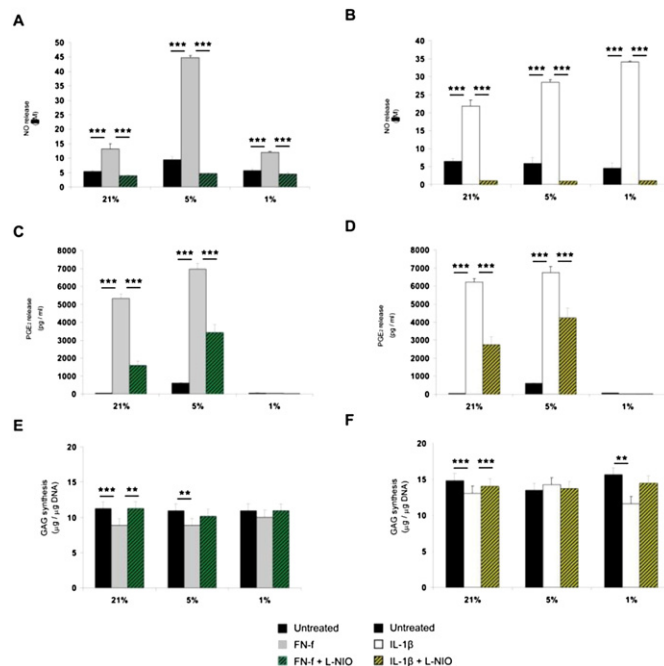 A
B
*** ***
*** ***
*** ***
*** ***
*** ***
*** ***
45
40
35
30
25
20
15
10
5
0
NO release
21% 5% 1%
40
35
30
25
20
15
10
5
0
NO release
21% 5% 1%
C
D
*** ***
*** ***
*** ***
*** ***
8000
7000
6000
5000
4000
3000
2000
1000
0
PGE2 release
(pg / ml)
21% 5% 1%
8000
7000
6000
5000
4000
3000
2000
1000
0
PGE2 release
(pg / ml)
21% 5% 1%
E
F
*** **
**
*** ***
**
20
15
10
5
0
GAG synthesis
(µg / µg DNA)
21% 5% 1%
20
15
10
5
0
GAG synthesis
(µg / µg DNA)
21% 5% 1%
Untreated
FN-f
FN-f + L-NIO
Untreated
IL-1β
IL-1β + L-NIO